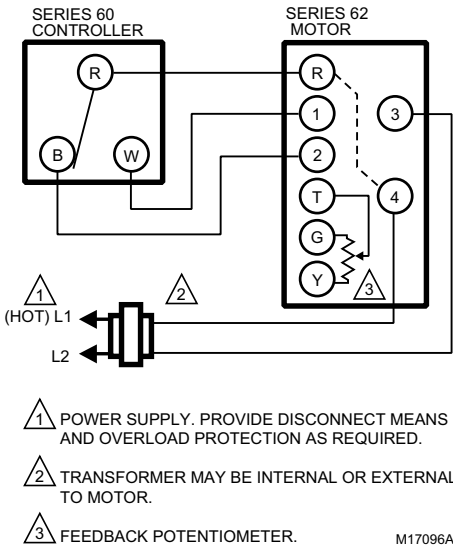 SERIES 60
CONTROLLER
SERIES 62
MOTOR
R
B
W
R
1
2
T
G
Y
3
4
1
(HOT) L1
L2
2
3
1 POWER SUPPLY. PROVIDE DISCONNECT MEANS
AND OVERLOAD PROTECTION AS REQUIRED.
2 TRANSFORMER MAY BE INTERNAL OR EXTERNAL
TO MOTOR.
3 FEEDBACK POTENTIOMETER.
M17096A